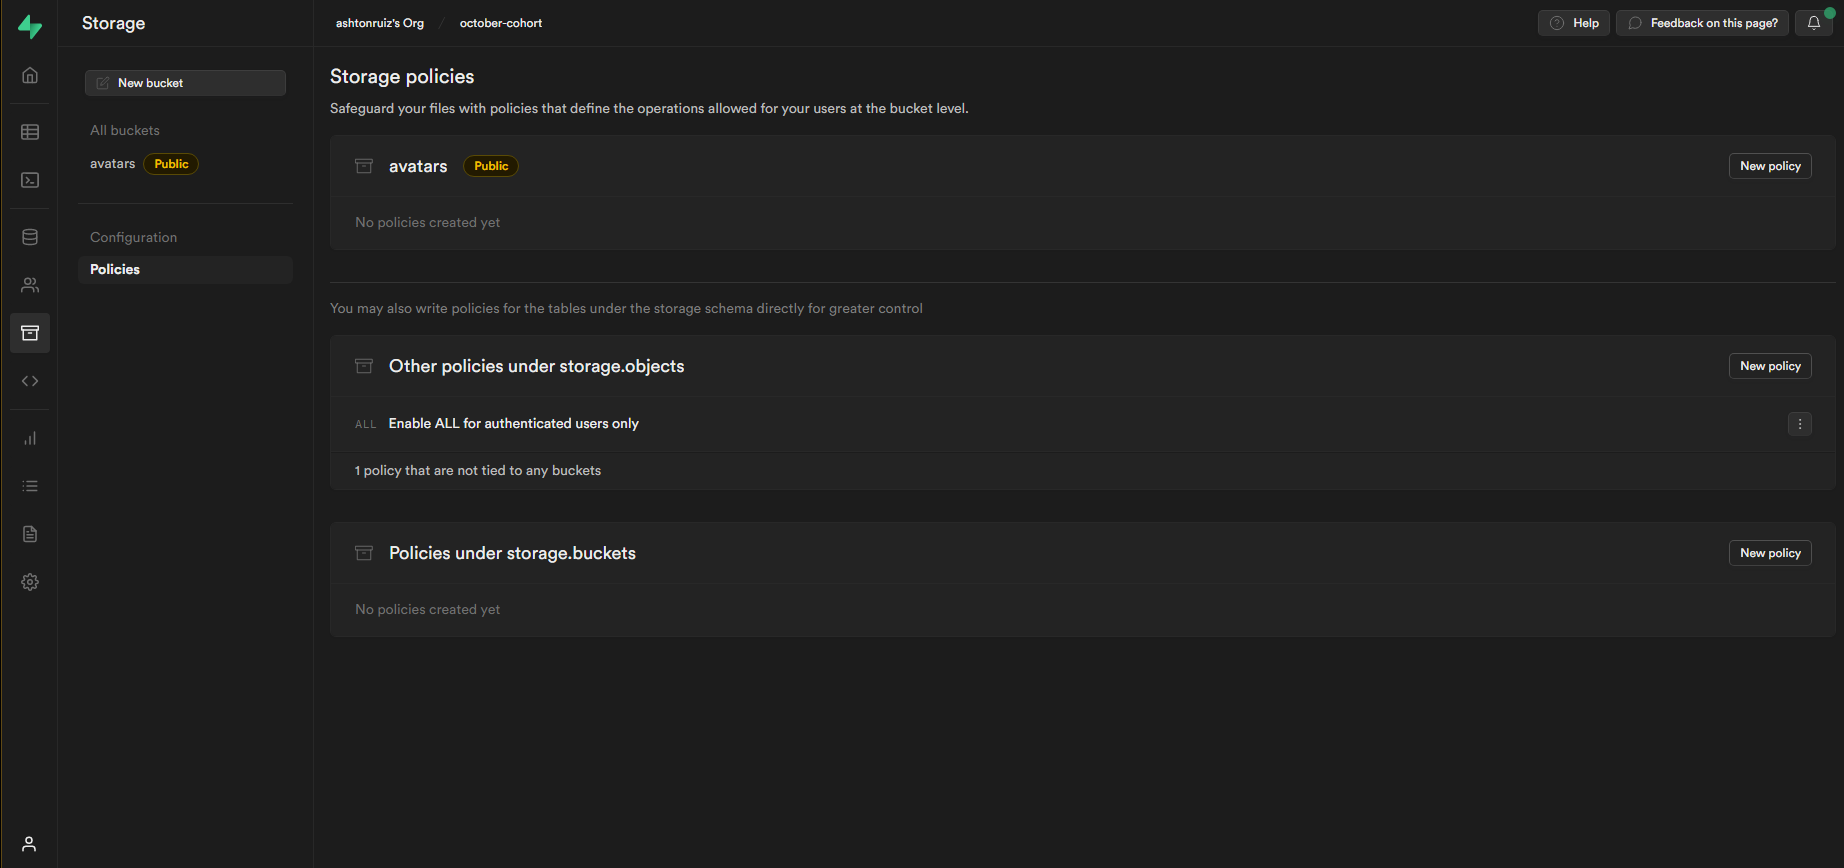 Storage
ashtonruiz's Org / october-cohort
Help
Feedback on this page?
New bucket
All buckets
avatars Public
Configuration
Policies
Storage policies
Safeguard your files with policies that define the operations allowed for your users at the bucket level.
avatars Public
New policy
No policies created yet
You may also write policies for the tables under the storage schema directly for greater control
Other policies under storage.objects
New policy
ALL Enable ALL for authenticated users only
1 policy that are not tied to any buckets
Policies under storage.buckets
New policy
No policies created yet